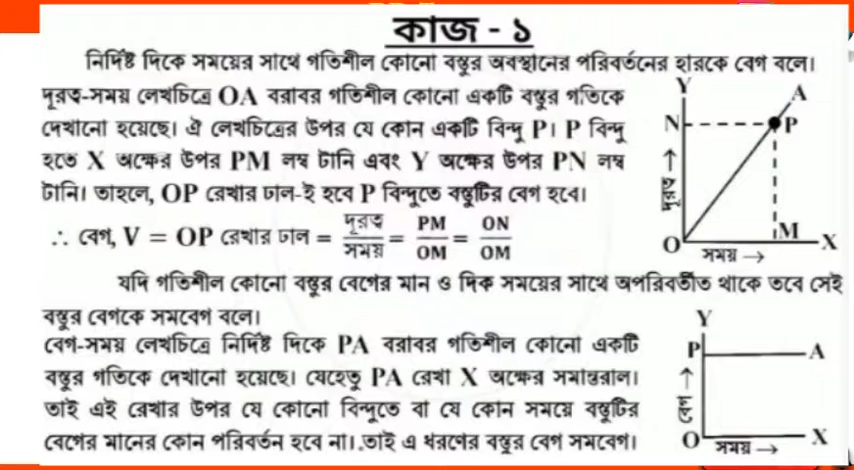 কাজ - ১
নির্দিষ্ট দিকে সময়ের সাথে গতিশীল কোনো বস্তুর অবস্থানের পরিবর্তনের হারকে বেগ বলে।
দূরত্ব-সময় লেখচিত্রে OA বরাবর গতিশীল কোনো একটি বস্তুর গতিকে
দেখানো হয়েছে। ঐ লেখচিত্রের উপর যে কোন একটি বিন্দু P। P বিন্দু
হতে X অক্ষের উপর PM লম্ব টানি এবং Y অক্ষের উপর PN লম্ব
টানি। তাহলে, OP রেখার ঢাল-ই হবে P বিন্দুতে বস্তুটির বেগ হবে।
∴ বেগ, V = OP রেখার ঢাল = দূরত্ব/সময় = PM/OM = ON/OM
Y
A
N
P
দূরত্ব →
O
M
X
সময় →
যদি গতিশীল কোনো বস্তুর বেগের মান ও দিক সময়ের সাথে অপরিবর্তীত থাকে তবে সেই
বস্তুর বেগকে সমবেগ বলে।
বেগ-সময় লেখচিত্রে নির্দিষ্ট দিকে PA বরাবর গতিশীল কোনো একটি
বস্তুর গতিকে দেখানো হয়েছে। যেহেতু PA রেখা X অক্ষের সমান্তরাল।
তাই এই রেখার উপর যে কোনো বিন্দুতে বা যে কোন সময়ে বস্তুটির
বেগের মানের কোন পরিবর্তন হবে না। তাই এ ধরণের বস্তুর বেগ সমবেগ।
Y
P
A
বেগ →
O
X
সময় →